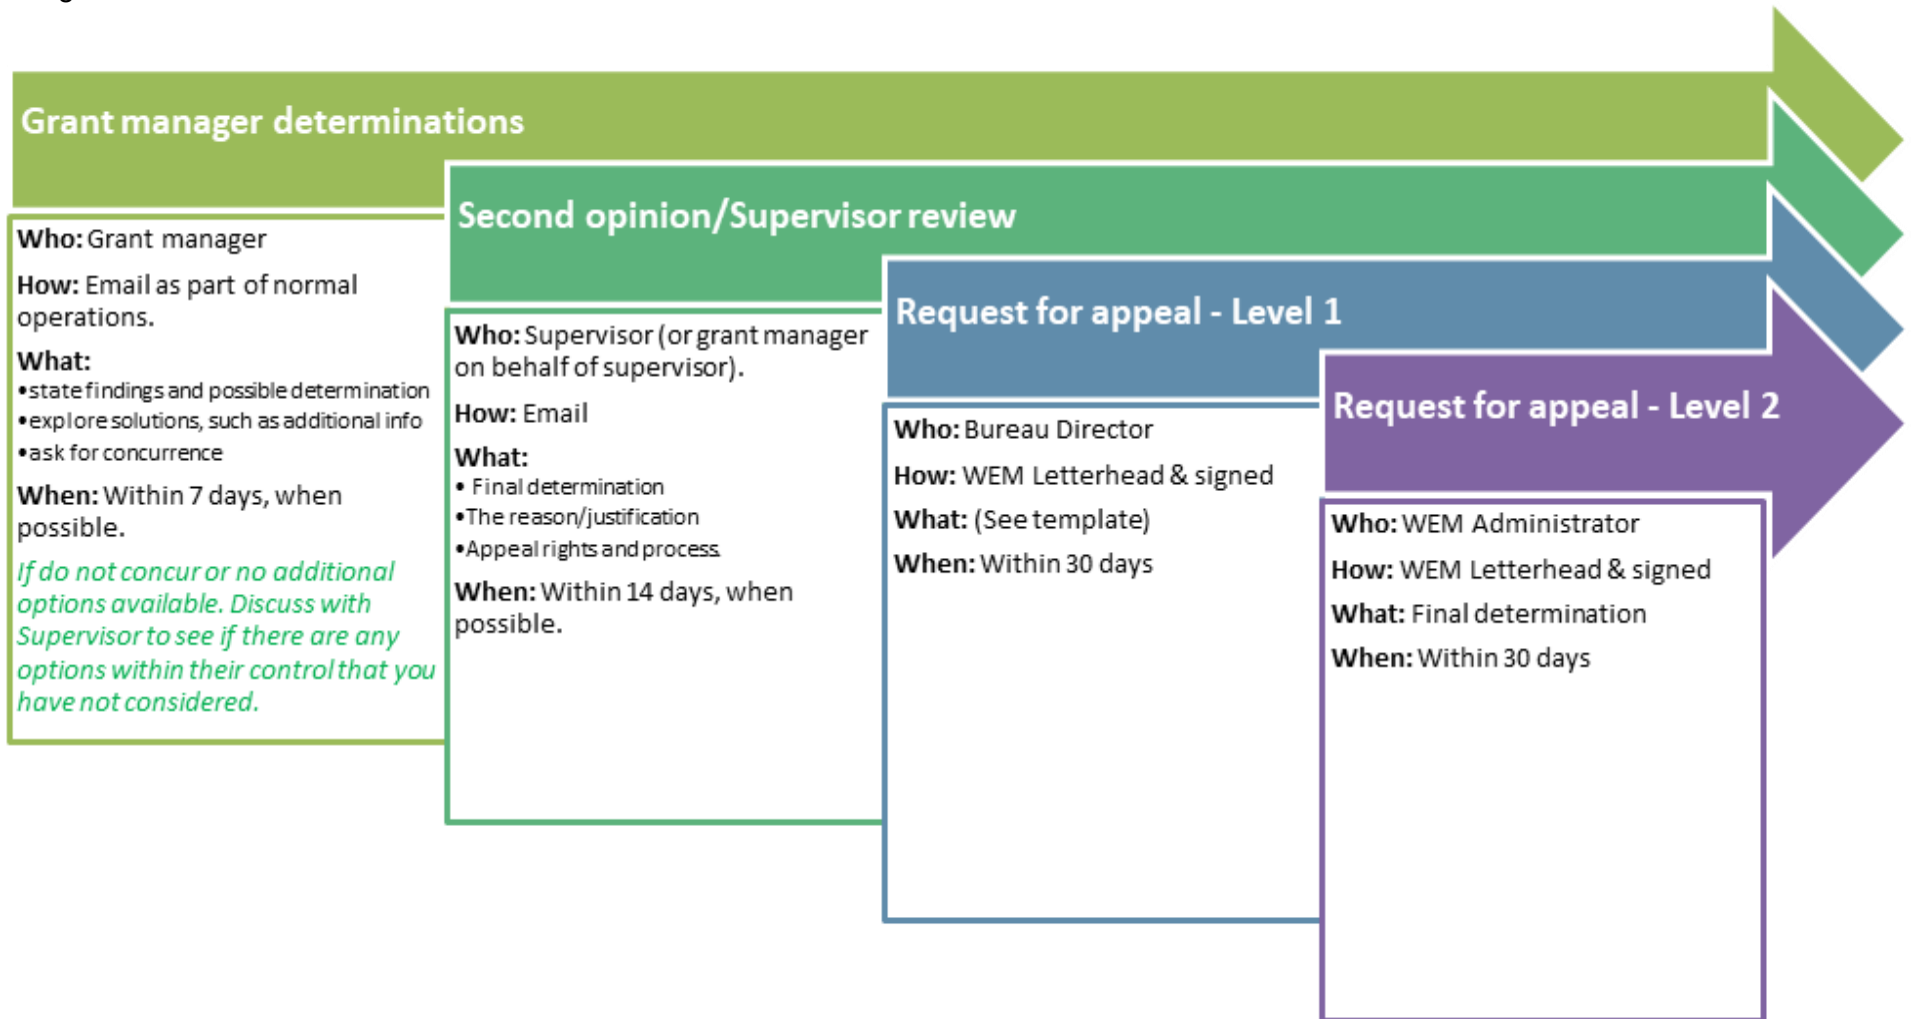 Grant manager determinations
Who: Grant manager
How: Email as part of normal
operations.
What:
•state findings and possible determination
•explore solutions, such as additional info
•ask for concurrence
When: Within 7 days, when
possible.
If do not concur or no additional
options available. Discuss with
Supervisor to see if there are any
options within their control that you
have not considered.
Second opinion/Supervisor review
Who: Supervisor (or grant manager
on behalf of supervisor).
How: Email
What:
• Final determination
•The reason/justification
•Appeal rights and process.
When: Within 14 days, when
possible.
Request for appeal - Level 1
Who: Bureau Director
How: WEM Letterhead & signed
What: (See template)
When: Within 30 days
Request for appeal - Level 2
Who: WEM Administrator
How: WEM Letterhead & signed
What: Final determination
When: Within 30 days